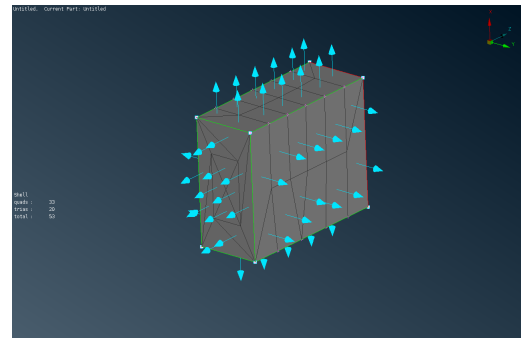 Untitled. Current Part: Untitled
Z
Y
Shell
quads : 33
trias : 20
total : 53